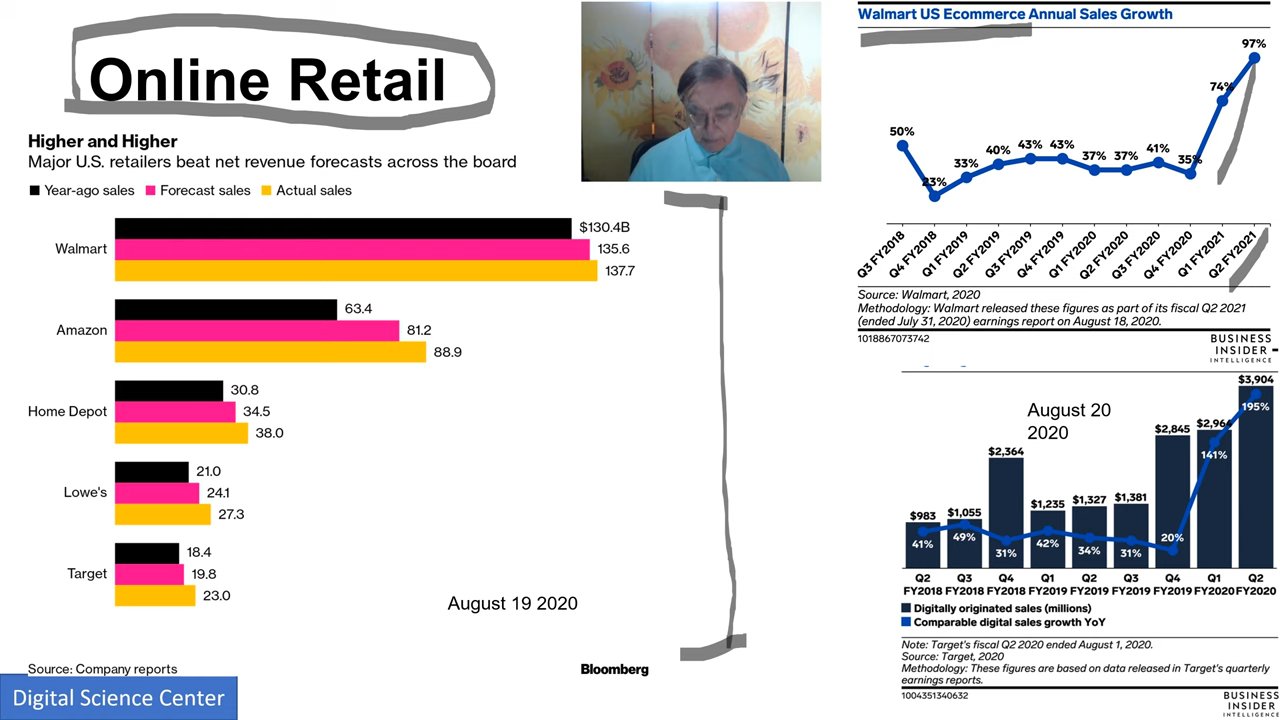 Online Retail
Higher and Higher
Major U.S. retailers beat net revenue forecasts across the board
Year-ago sales Forecast sales Actual sales
Walmart
$130.4B
135.6
137.7
Amazon
63.4
81.2
88.9
Home Depot
30.8
34.5
38.0
Lowe's
21.0
24.1
27.3
Target
18.4
19.8
23.0
August 19 2020
Source: Company reports
Bloomberg
Digital Science Center
Walmart US Ecommerce Annual Sales Growth
50%
23%
33%
40%
43%
43%
37%
37%
41%
35%
74%
97%
Q3 FY2018
Q4 FY2018
Q1 FY2019
Q2 FY2019
Q3 FY2019
Q4 FY2019
Q1 FY2020
Q2 FY2020
Q3 FY2020
Q4 FY2020
Q1 FY2021
Q2 FY2021
Source: Walmart, 2020
Methodology: Walmart released these figures as part of its fiscal Q2 2021
(ended July 31, 2020) earnings report on August 18, 2020.
1018867073742
BUSINESS
INSIDER
INTELLIGENCE
August 20
2020
$983
$1,055
$2,364
$1,235
$1,327
$1,381
$2,845
$2,964
$3,904
41%
49%
31%
42%
34%
31%
20%
141%
195%
Q2 Q3 Q4 Q1 Q2 Q3 Q4 Q1 Q2
FY2018 FY2018 FY2018 FY2019 FY2019 FY2019 FY2019 FY2020 FY2020
Digitally originated sales (millions)
Comparable digital sales growth YoY
Note: Target's fiscal Q2 2020 ended August 1, 2020.
Source: Target, 2020
Methodology: These figures are based on data released in Target's quarterly
earnings reports.
1004351340632
BUSINESS
INSIDER
INTELLIGENCE